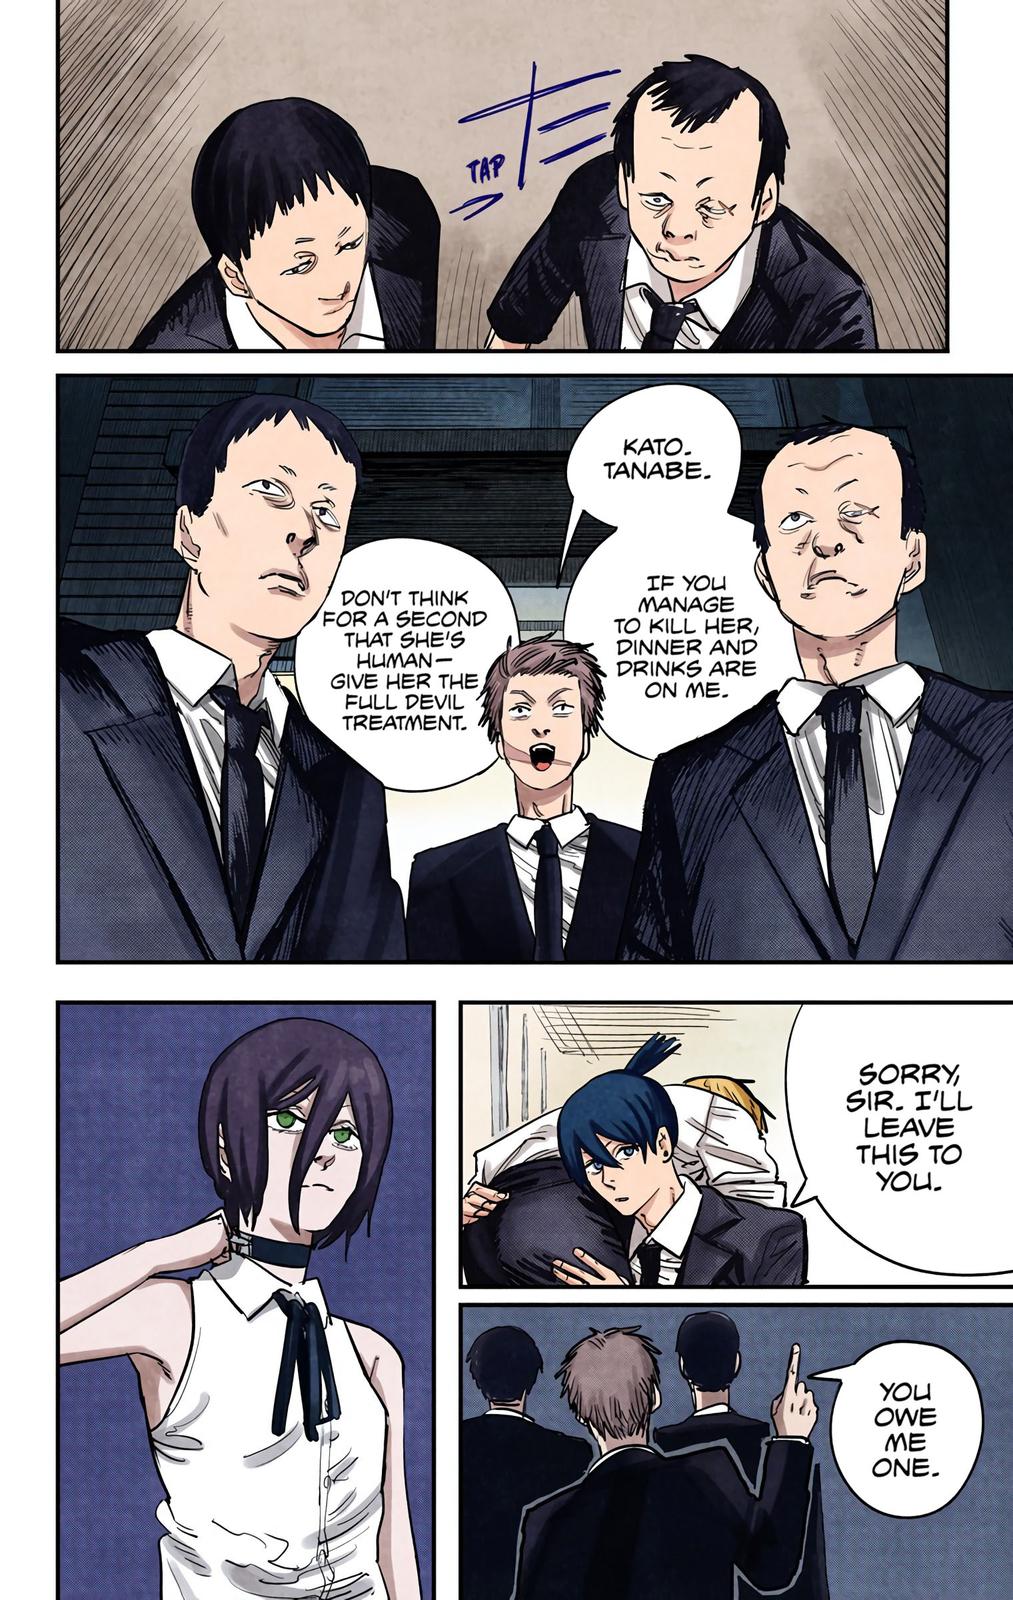 TAP
KATO.
TANABE.
IF YOU
MANAGE
TO KILL HER,
DINNER AND
DRINKS ARE
ON ME.
DON'T THINK
FOR A SECOND
THAT SHE'S
HUMAN—
GIVE HER THE
FULL DEVIL
TREATMENT.
SORRY,
SIR. I'LL
LEAVE
THIS TO
YOU.
YOU
OWE
ME
ONE.